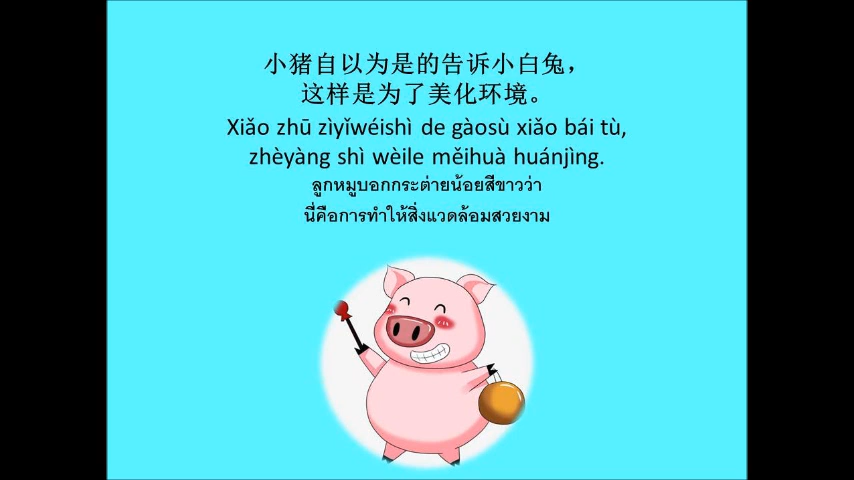 小猪自以为是的告诉小白兔，
这样是为了美化环境。
Xiǎo zhū zìyǐwéishì de gàosù xiǎo bái tù,
zhèyàng shì wèile měihuà huánjìng.
ลูกหมูบอกกระต่ายน้อยสีขาวว่า
นี่คือการทำให้สิ่งแวดล้อมสวยงาม